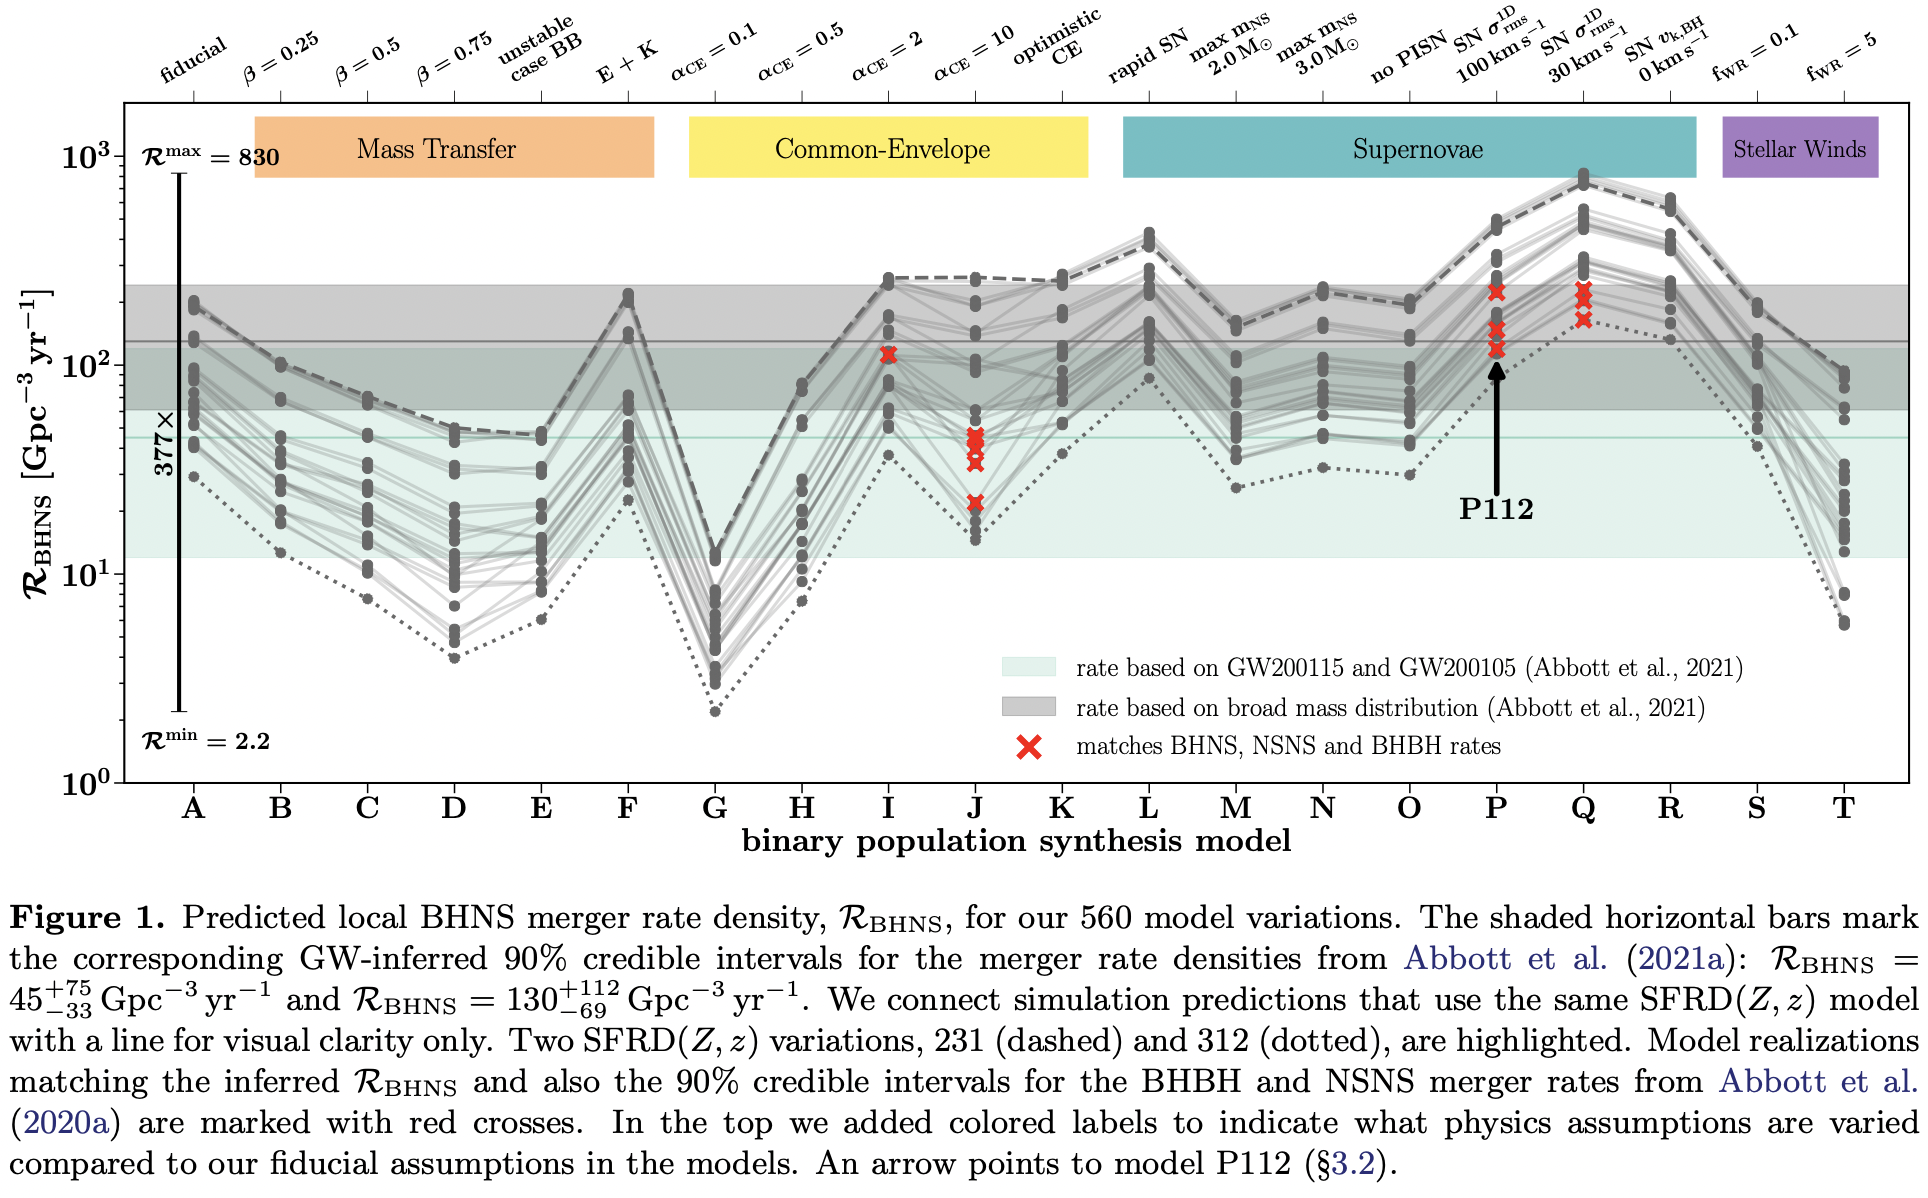 fiducial
β = 0.25
β = 0.5
β = 0.75
unstable
case BB
E + K
αCE = 0.1
αCE = 0.5
αCE = 2
αCE = 10
optimistic
CE
rapid SN
max mNS
2.0 M⊙
max mNS
3.0 M⊙
no PISN
SN σ^1D_rms
100 km s⁻¹
SN σ^1D_rms
30 km s⁻¹
SN vk,BH
0 km s⁻¹
fWR = 0.1
fWR = 5
Mass Transfer
Common-Envelope
Supernovae
Stellar Winds
10³
10²
10¹
10⁰
ℛBHNS [Gpc⁻³ yr⁻¹]
ℛ^max = 830
377×
ℛ^min = 2.2
P112
rate based on GW200115 and GW200105 (Abbott et al., 2021)
rate based on broad mass distribution (Abbott et al., 2021)
matches BHNS, NSNS and BHBH rates
A B C D E F G H I J K L M N O P Q R S T
binary population synthesis model
Figure 1. Predicted local BHNS merger rate density, ℛBHNS, for our 560 model variations. The shaded horizontal bars mark
the corresponding GW-inferred 90% credible intervals for the merger rate densities from Abbott et al. (2021a): ℛBHNS =
45^{+75}_{−33} Gpc⁻³ yr⁻¹ and ℛBHNS = 130^{+112}_{−69} Gpc⁻³ yr⁻¹. We connect simulation predictions that use the same SFRD(Z, z) model
with a line for visual clarity only. Two SFRD(Z, z) variations, 231 (dashed) and 312 (dotted), are highlighted. Model realizations
matching the inferred ℛBHNS and also the 90% credible intervals for the BHBH and NSNS merger rates from Abbott et al.
(2020a) are marked with red crosses. In the top we added colored labels to indicate what physics assumptions are varied
compared to our fiducial assumptions in the models. An arrow points to model P112 (§3.2).